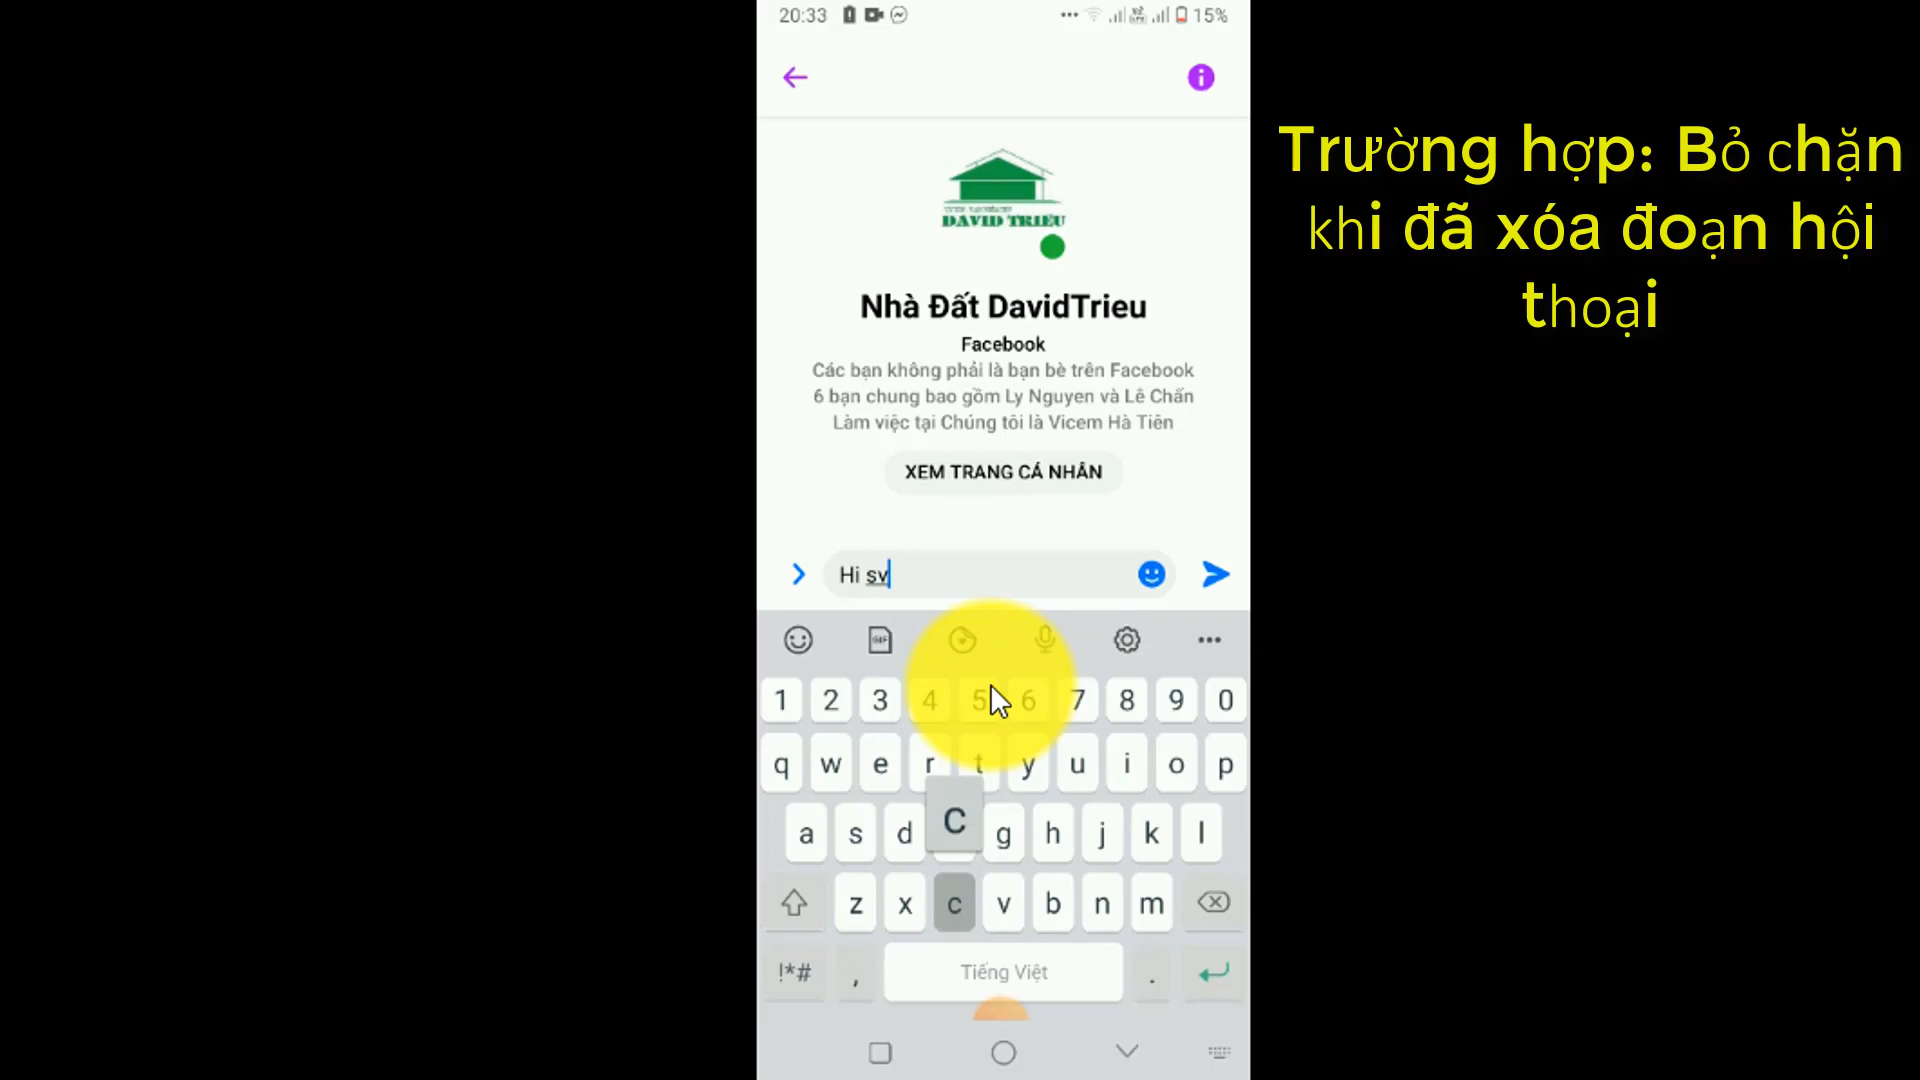 20:33
15%
Trường hợp: Bỏ chặn
khi đã xóa đoạn hội
thoại
DAVID TRIEU
Nhà Đất DavidTrieu
Facebook
Các bạn không phải là bạn bè trên Facebook
6 bạn chung bao gồm Ly Nguyen và Lê Chấn
Làm việc tại Chúng tôi là Vicem Hà Tiên
XEM TRANG CÁ NHÂN
Hi sv
GIF
1 2 3 4 5 6 7 8 9 0
q w e r t y u i o p
C
a s d g h j k l
z x c v b n m
!*# , Tiếng Việt .